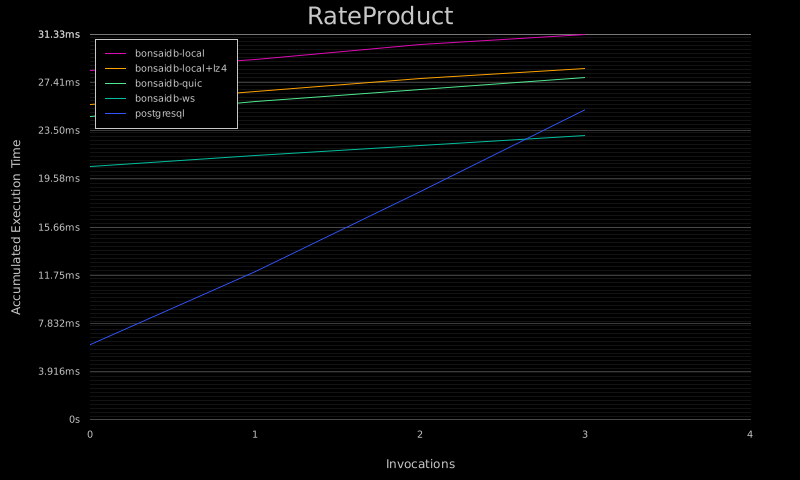 RateProduct
31.33ms
27.41ms
23.50ms
19.58ms
15.66ms
11.75ms
7.832ms
3.916ms
0s
Accumulated Execution Time
bonsaidb-local
bonsaidb-local+lz4
bonsaidb-quic
bonsaidb-ws
postgresql
0 1 2 3 4
Invocations